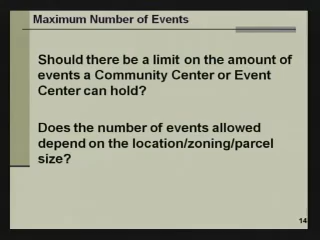 Maximum Number of Events
Should there be a limit on the amount of
events a Community Center or Event
Center can hold?
Does the number of events allowed
depend on the location/zoning/parcel
size?
14